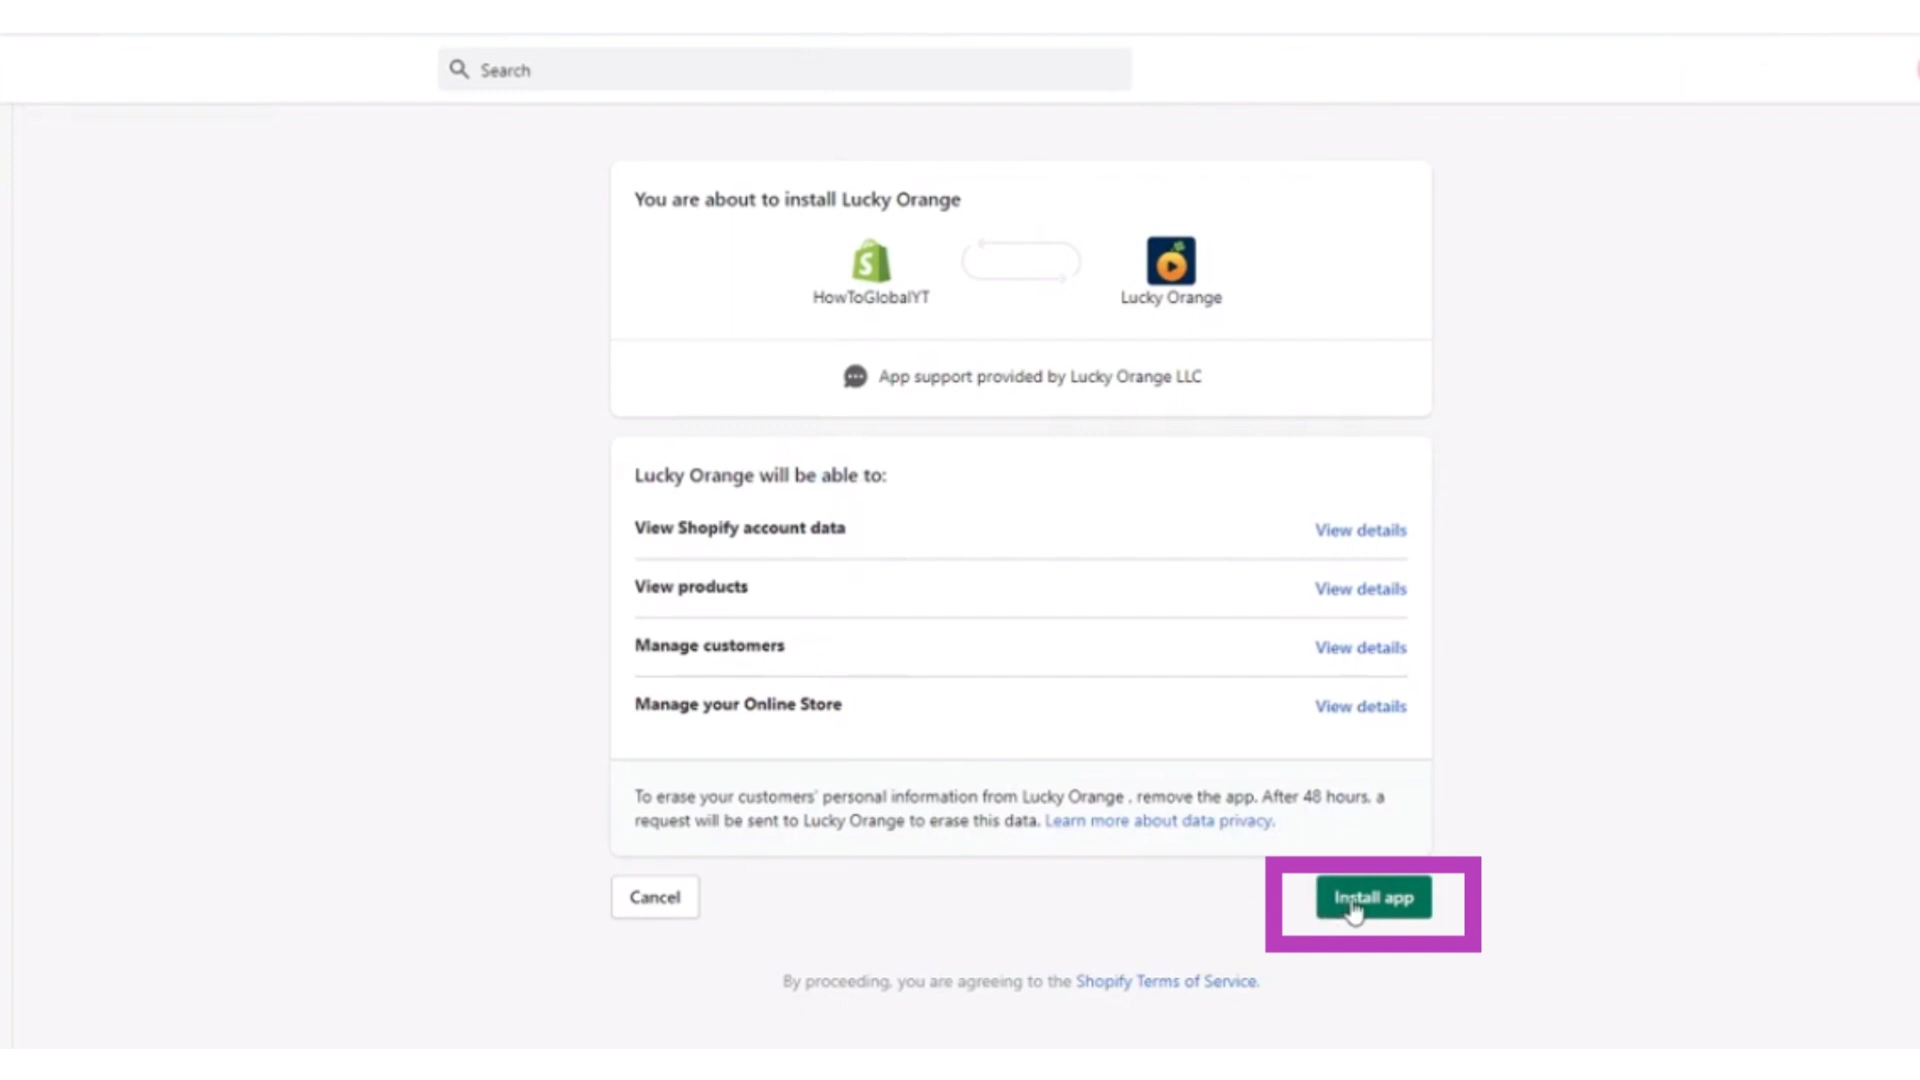 Search
You are about to install Lucky Orange
HowToGlobalYT
Lucky Orange
App support provided by Lucky Orange LLC
Lucky Orange will be able to:
View Shopify account data
View details
View products
View details
Manage customers
View details
Manage your Online Store
View details
To erase your customers' personal information from Lucky Orange , remove the app. After 48 hours, a
request will be sent to Lucky Orange to erase this data. Learn more about data privacy.
Cancel
Install app
By proceeding, you are agreeing to the Shopify Terms of Service.